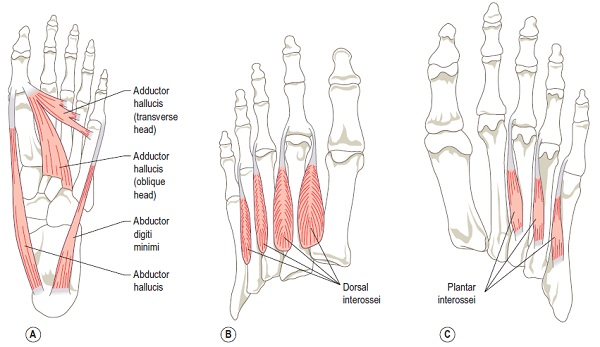 Adductor
hallucis
(transverse
head)
Adductor
hallucis
(oblique
head)
Abductor
digiti
minimi
Abductor
hallucis
A
Dorsal
interossei
B
Plantar
interossei
C